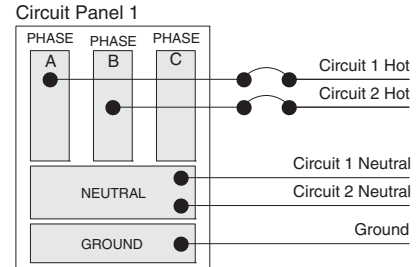 Circuit Panel 1
PHASE PHASE PHASE
A B C
Circuit 1 Hot
Circuit 2 Hot
Circuit 1 Neutral
NEUTRAL
Circuit 2 Neutral
Ground
GROUND